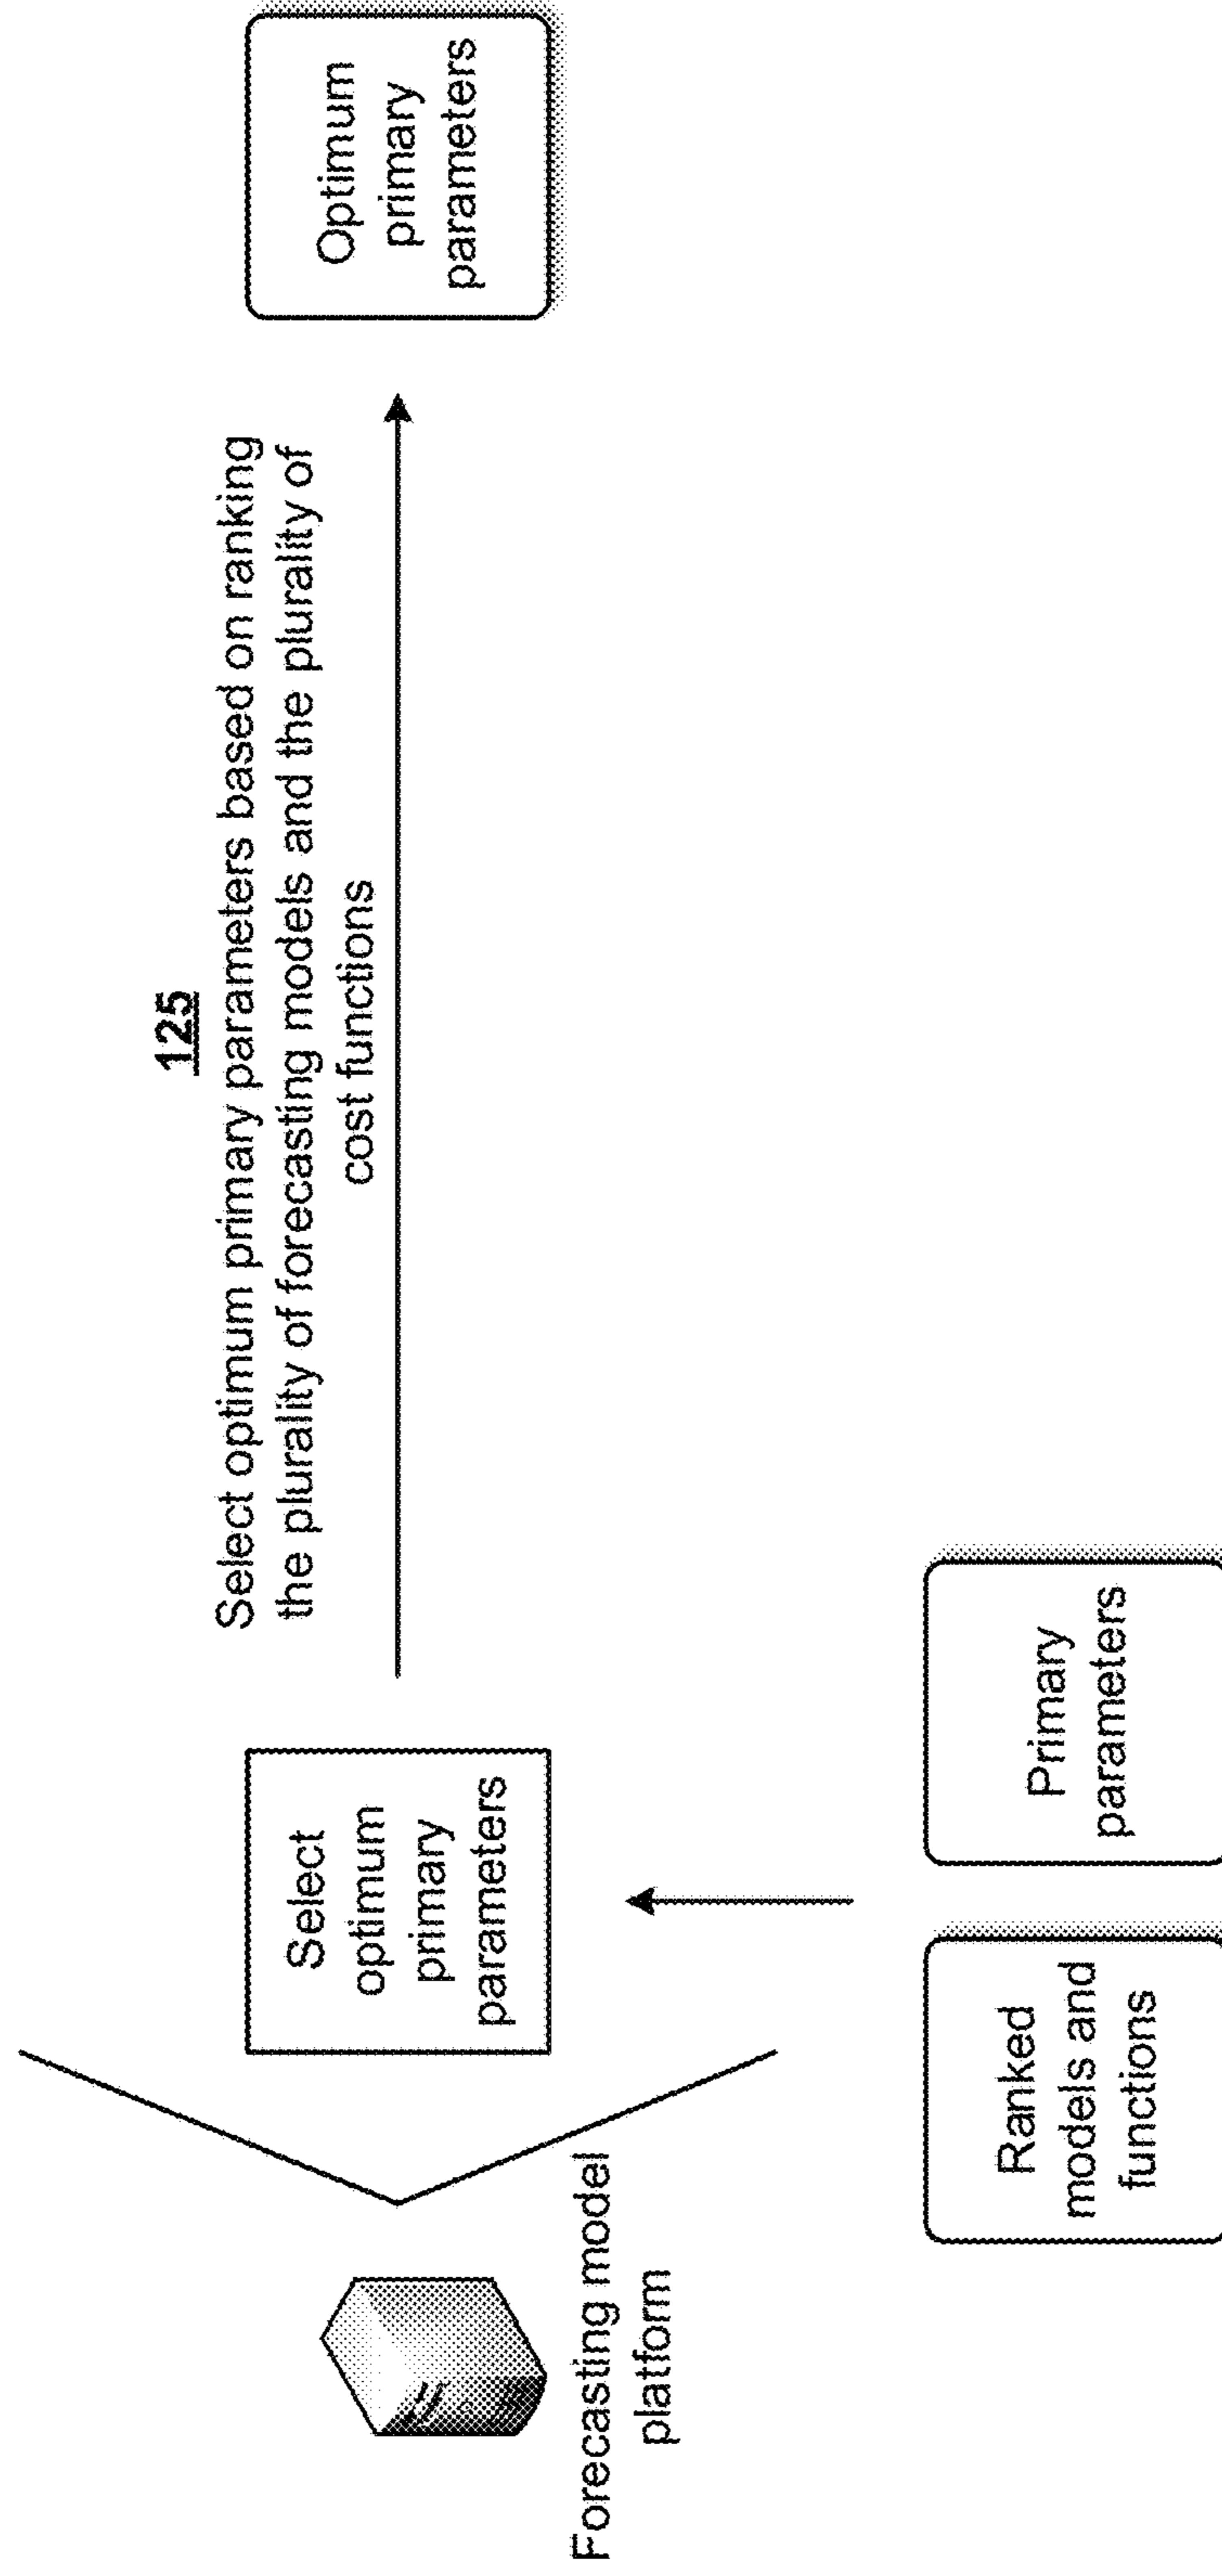 125
Select optimum primary parameters based on ranking
the plurality of forecasting models and the plurality of
cost functions
Forecasting model
platform
Select
optimum
primary
parameters
Optimum
primary
parameters
Ranked
models and
functions
Primary
parameters